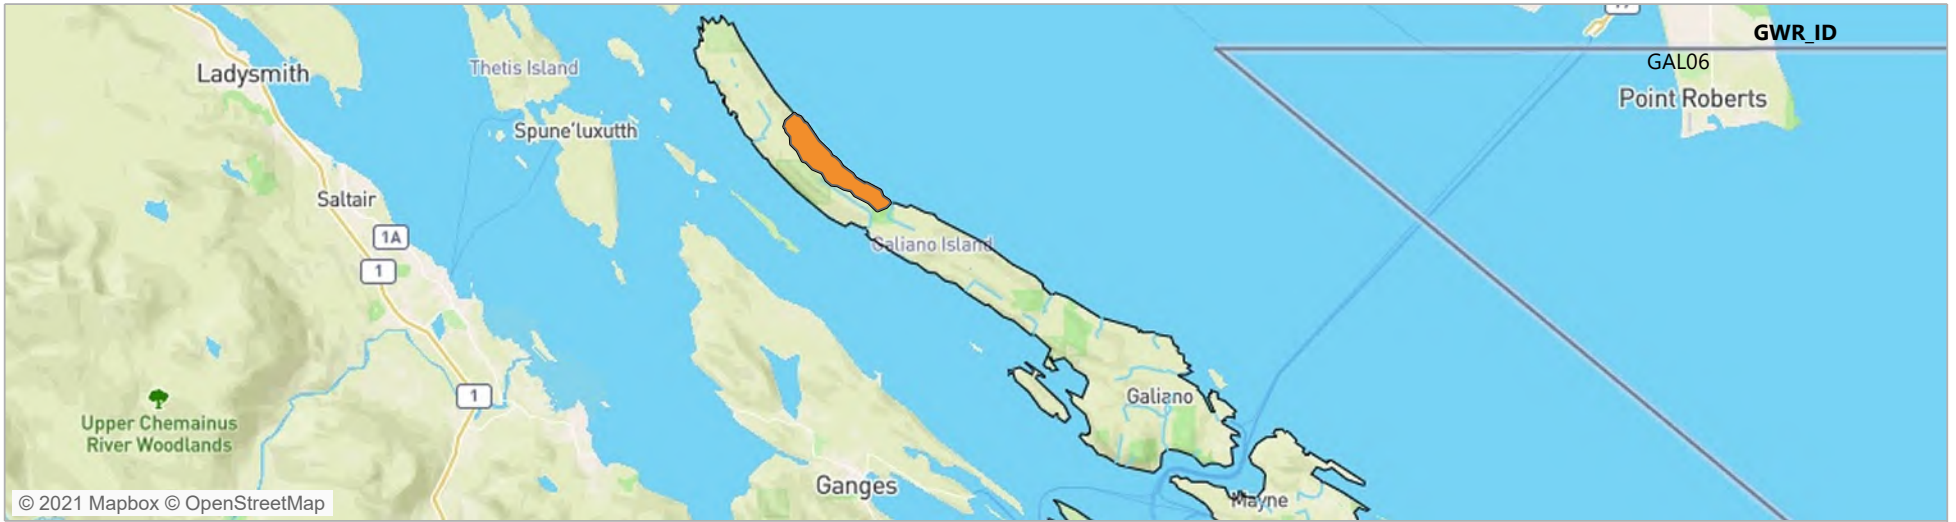 GWR_ID
GAL06
Ladysmith
Thetis Island
Point Roberts
Spune'luxutth
Saltair
1A
1
Galiano Island
1
Galiano
Upper Chemainus
River Woodlands
Ganges
Mayne
© 2021 Mapbox © OpenStreetMap